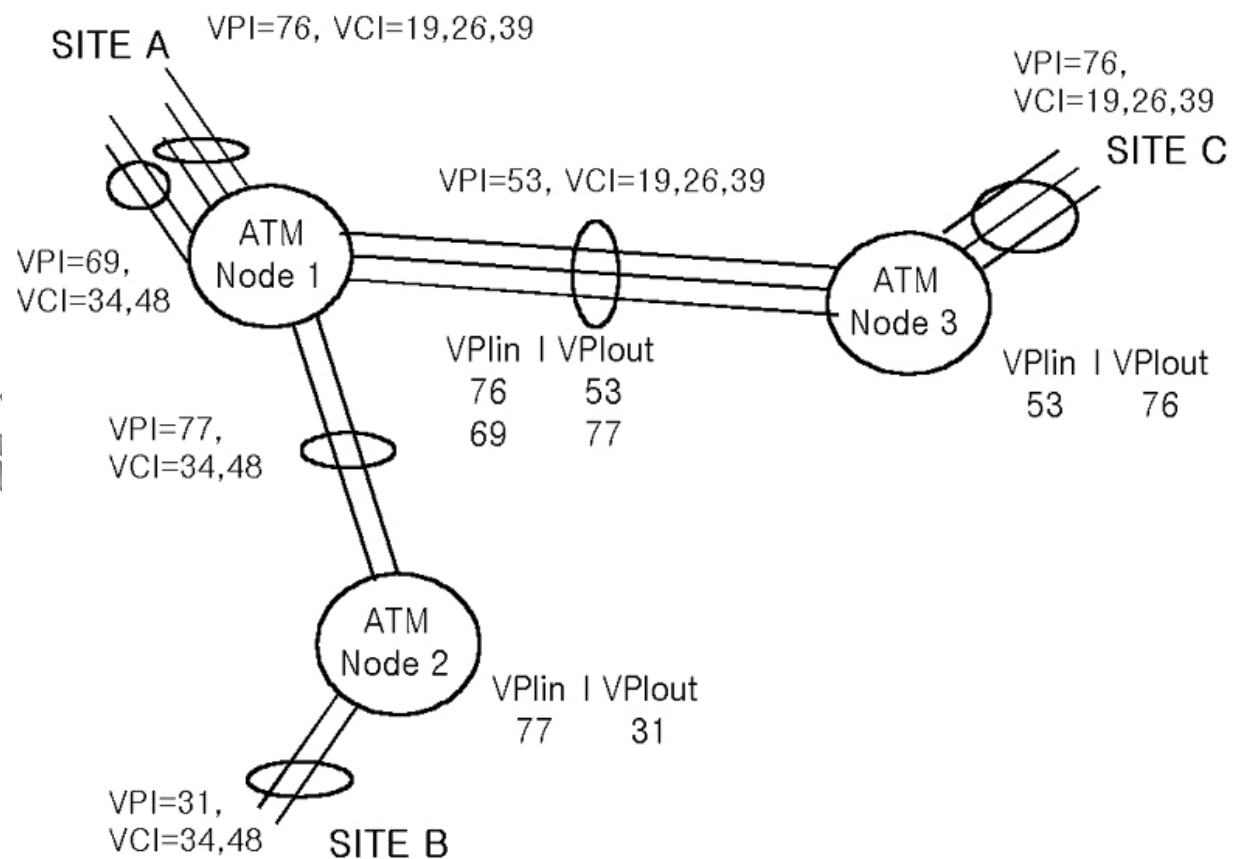 SITE A
VPI=76, VCI=19,26,39
VPI=76,
VCI=19,26,39
SITE C
VPI=53, VCI=19,26,39
ATM
Node 1
VPI=69,
VCI=34,48
ATM
Node 3
VPIin | VPIout
76 53
69 77
VPIin | VPIout
53 76
VPI=77,
VCI=34,48
ATM
Node 2
VPIin | VPIout
77 31
VPI=31,
VCI=34,48
SITE B